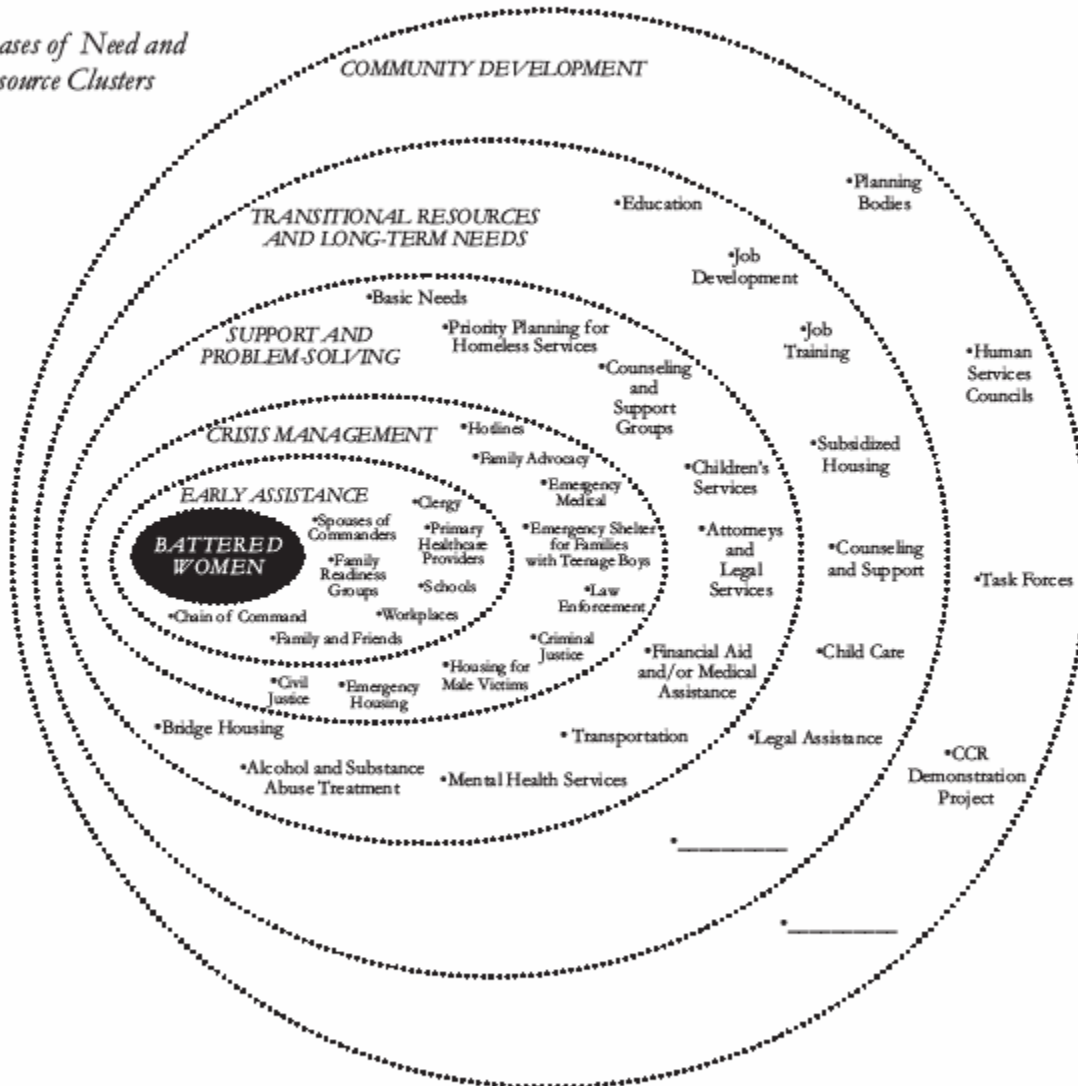 ases of Need and
source Clusters
COMMUNITY DEVELOPMENT
•Planning
Bodies
•Human
Services
Councils
•Task Forces
•CCR
Demonstration
Project
•__________
TRANSITIONAL RESOURCES
AND LONG-TERM NEEDS
•Education
•Job
Development
•Job
Training
•Subsidized
Housing
•Counseling
and Support
•Child Care
•Legal Assistance
•__________
SUPPORT AND
PROBLEM-SOLVING
•Basic Needs
•Priority Planning for
Homeless Services
•Counseling
and
Support
Groups
•Children's
Services
•Attorneys
and
Legal
Services
•Financial Aid
and/or Medical
Assistance
•Transportation
•Mental Health Services
•Alcohol and Substance
Abuse Treatment
•Bridge Housing
CRISIS MANAGEMENT
•Hotlines
•Family Advocacy
•Emergency
Medical
•Emergency Shelter
for Families
with Teenage Boys
•Law
Enforcement
•Criminal
Justice
•Housing for
Male Victims
•Emergency
Housing
•Civil
Justice
EARLY ASSISTANCE
•Clergy
•Spouses of
Commanders
•Primary
Healthcare
Providers
•Family
Readiness
Groups
•Schools
•Workplaces
•Chain of Command
•Family and Friends
BATTERED
WOMEN